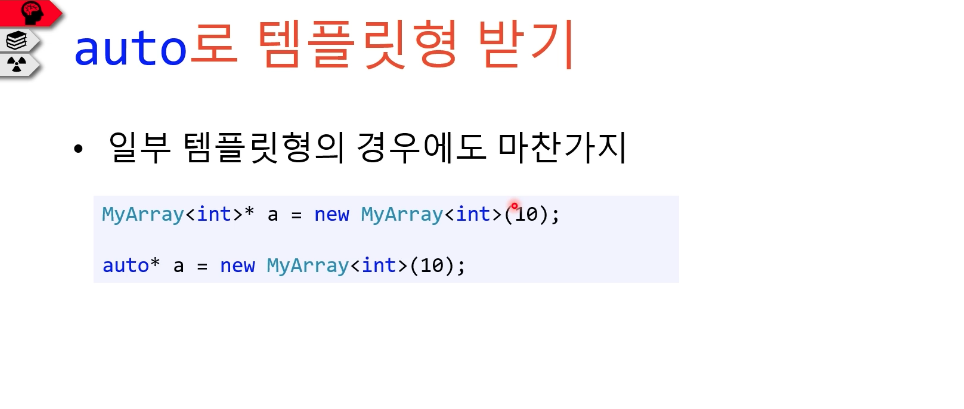 auto로 템플릿형 받기
• 일부 템플릿형의 경우에도 마찬가지
MyArray<int>* a = new MyArray<int>(10);
auto* a = new MyArray<int>(10);